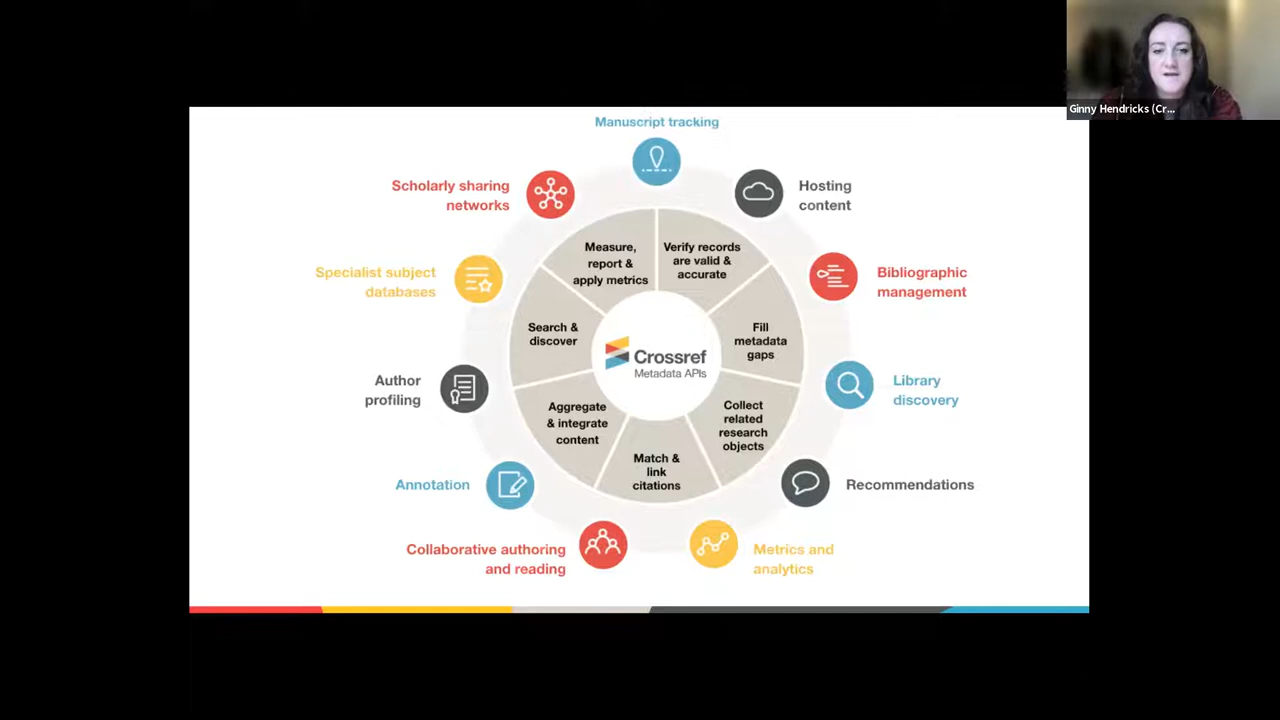 Ginny Hendricks (Cr...
Manuscript tracking
Scholarly sharing
networks
Hosting
content
Specialist subject
databases
Bibliographic
management
Author
profiling
Library
discovery
Annotation
Recommendations
Collaborative authoring
and reading
Metrics and
analytics
Measure,
report &
apply metrics
Verify records
are valid &
accurate
Search &
discover
Fill
metadata
gaps
Aggregate
& integrate
content
Collect
related
research
objects
Match &
link
citations
Crossref
Metadata APIs